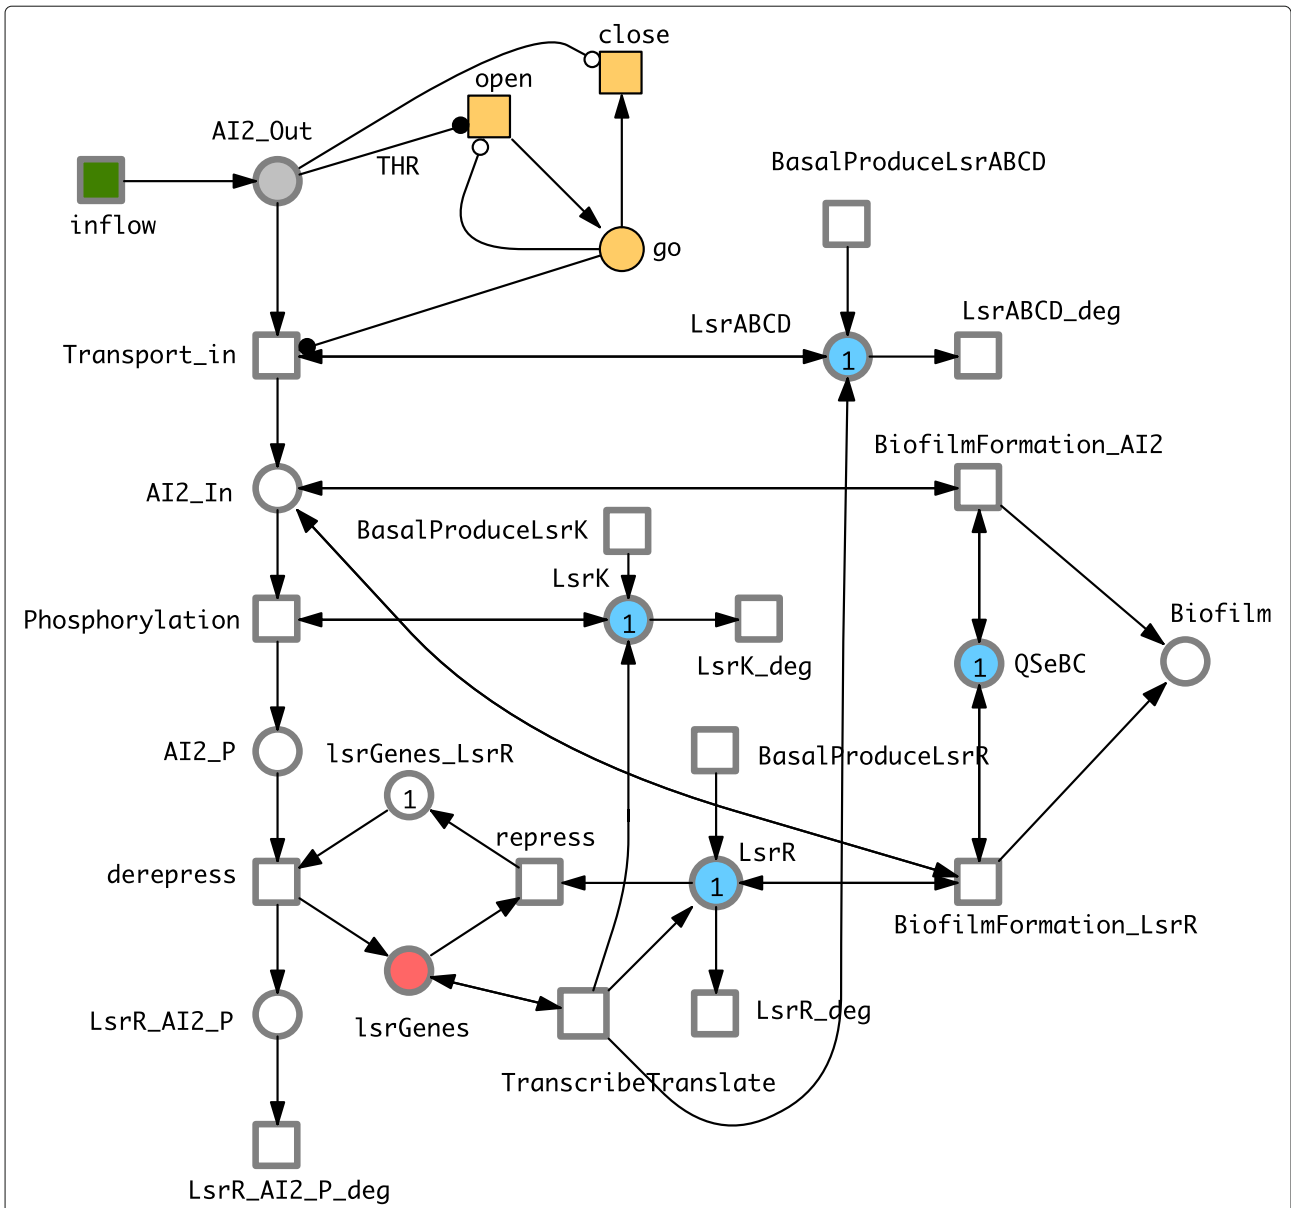 close
open
AI2_Out
THR
BasalProduceLsrABCD
inflow
go
LsrABCD
LsrABCD_deg
Transport_in
1
BiofilmFormation_AI2
AI2_In
BasalProduceLsrK
LsrK
Biofilm
Phosphorylation
1
LsrK_deg
1
QSeBC
AI2_P
lsrGenes_LsrR
BasalProduceLsrR
1
repress
LsrR
derepress
1
BiofilmFormation_LsrR
LsrR_AI2_P
lsrGenes
LsrR_deg
TranscribeTranslate
LsrR_AI2_P_deg